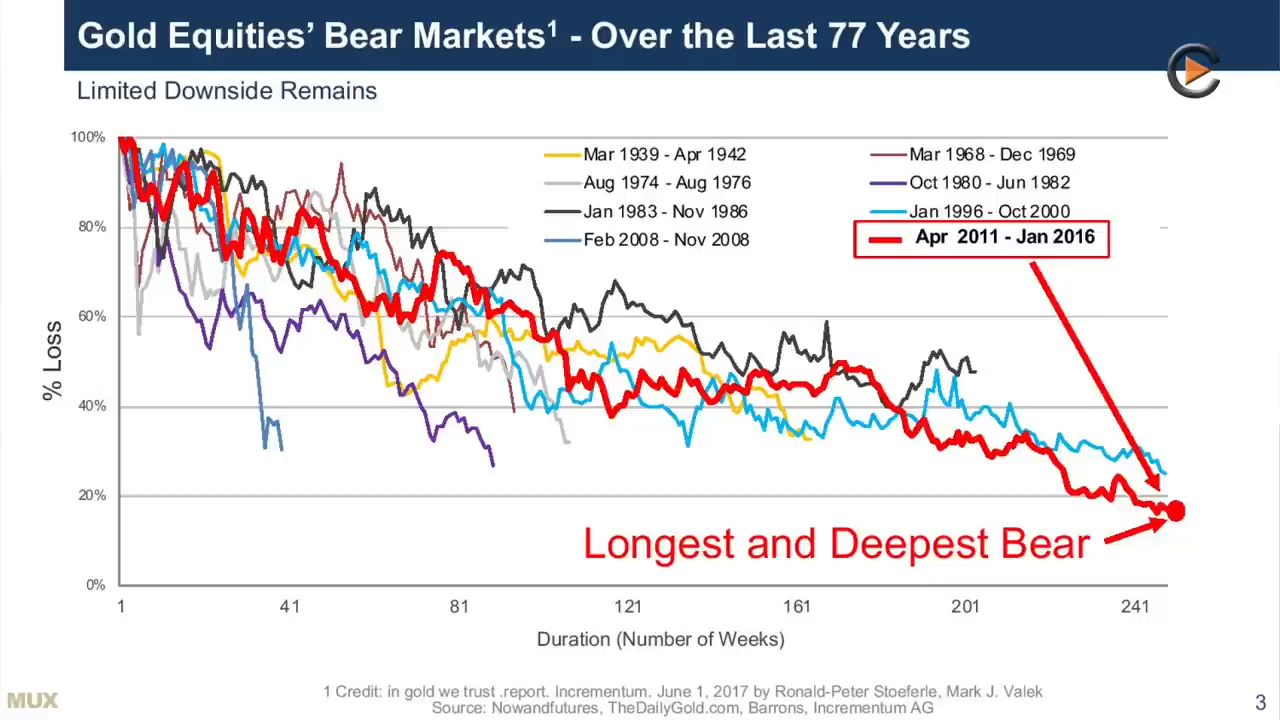 Gold Equities’ Bear Markets1 - Over the Last 77 Years
Limited Downside Remains
100%
80%
60%
40%
20%
0%
% Loss
Mar 1939 - Apr 1942
Mar 1968 - Dec 1969
Aug 1974 - Aug 1976
Oct 1980 - Jun 1982
Jan 1983 - Nov 1986
Jan 1996 - Oct 2000
Feb 2008 - Nov 2008
Apr 2011 - Jan 2016
Longest and Deepest Bear
1 41 81 121 161 201 241
Duration (Number of Weeks)
1 Credit: in gold we trust .report. Incrementum. June 1, 2017 by Ronald-Peter Stoeferle, Mark J. Valek
Source: Nowandfutures, TheDailyGold.com, Barrons, Incrementum AG
MUX
3